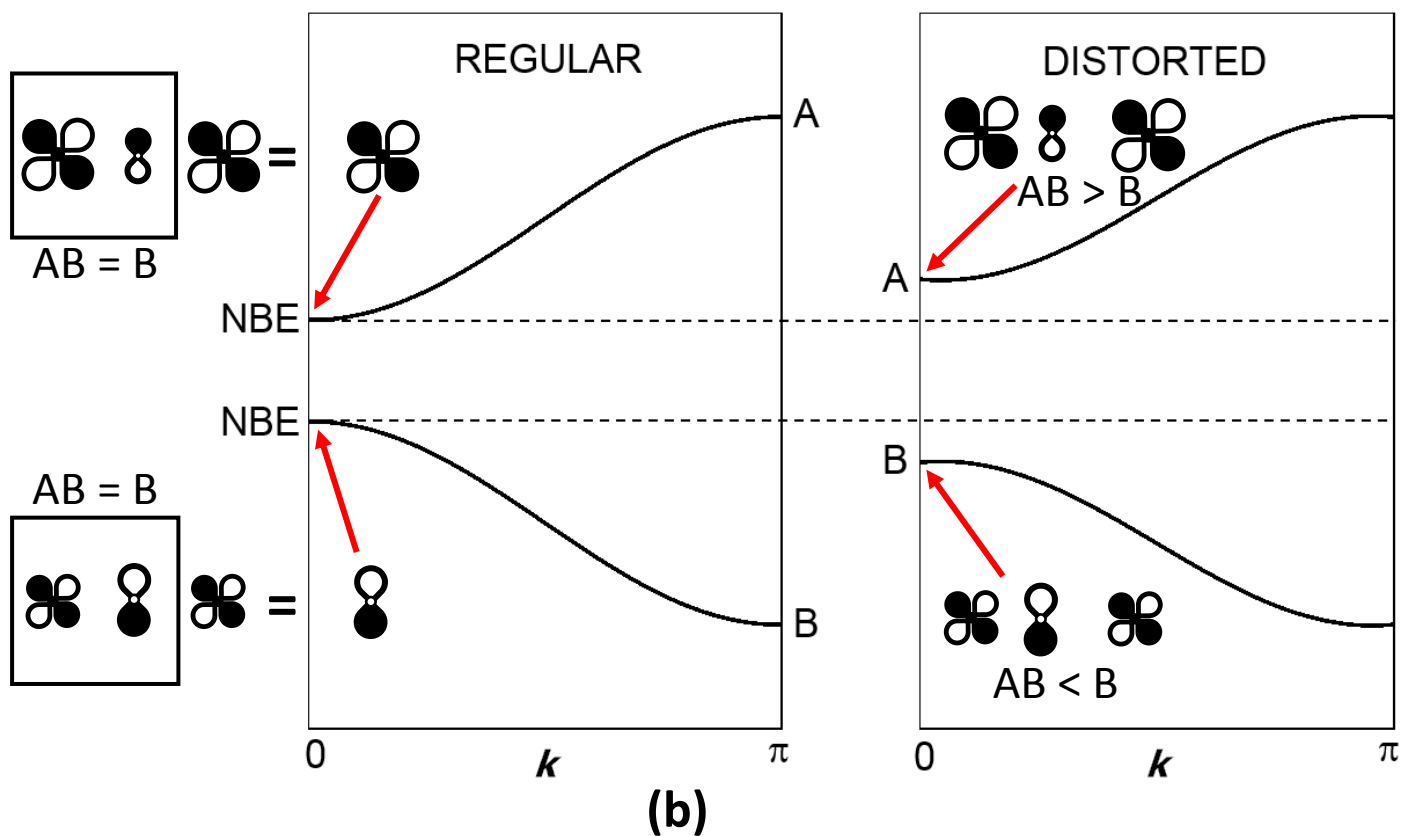 REGULAR
DISTORTED
A
=
AB = B
AB > B
A
NBE
NBE
AB = B
B
=
B
AB < B
0
k
π
0
k
π
(b)